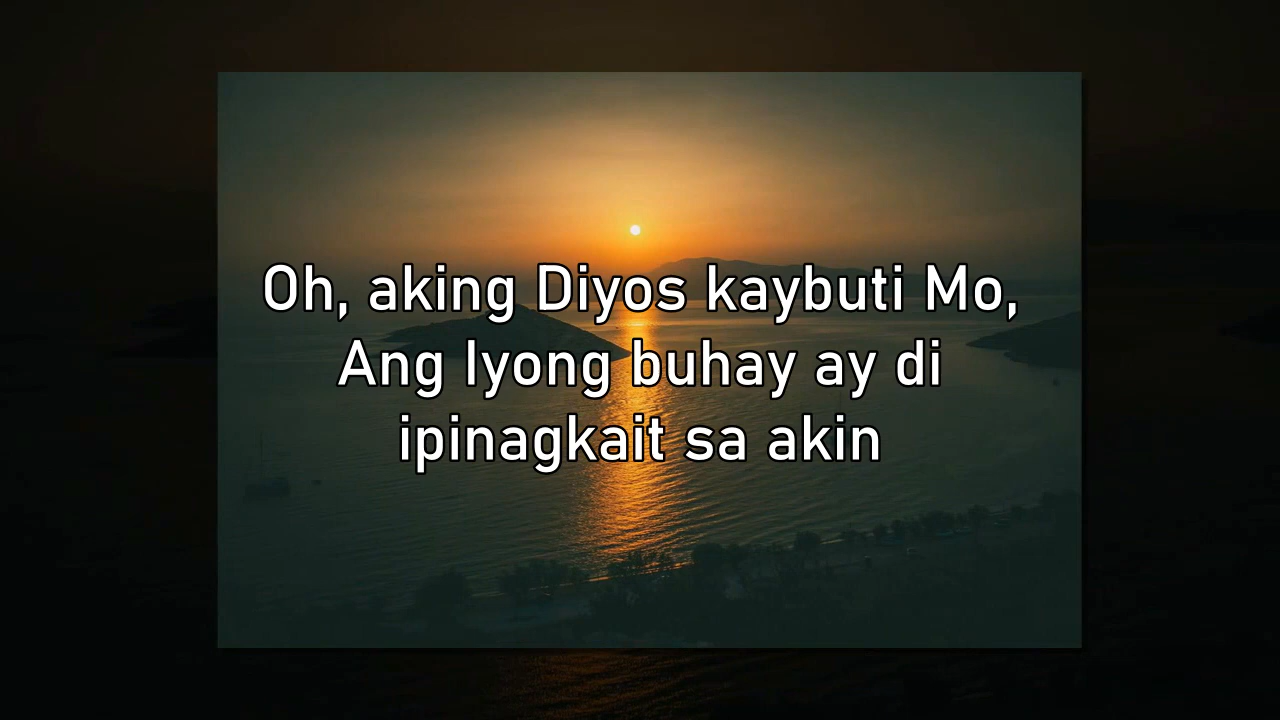 Oh, aking Diyos kaybuti Mo,
Ang Iyong buhay ay di
ipinagkait sa akin